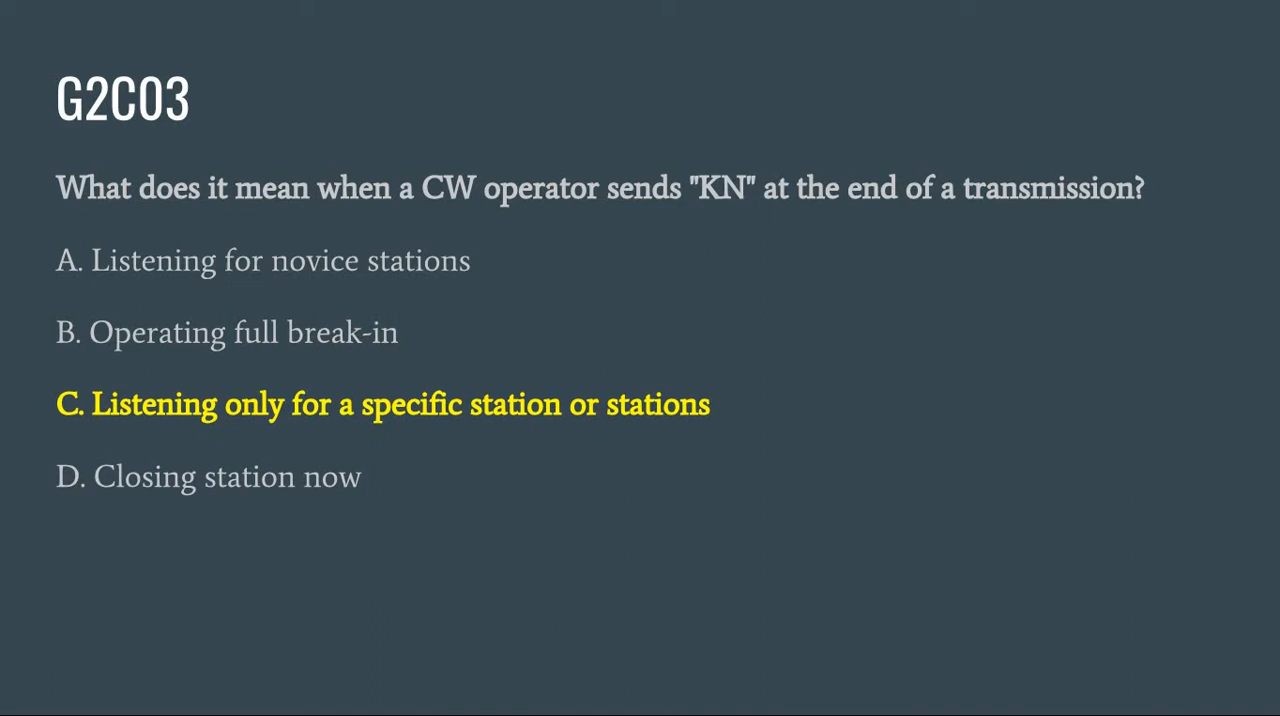 G2C03
What does it mean when a CW operator sends "KN" at the end of a transmission?
A. Listening for novice stations
B. Operating full break-in
C. Listening only for a specific station or stations
D. Closing station now